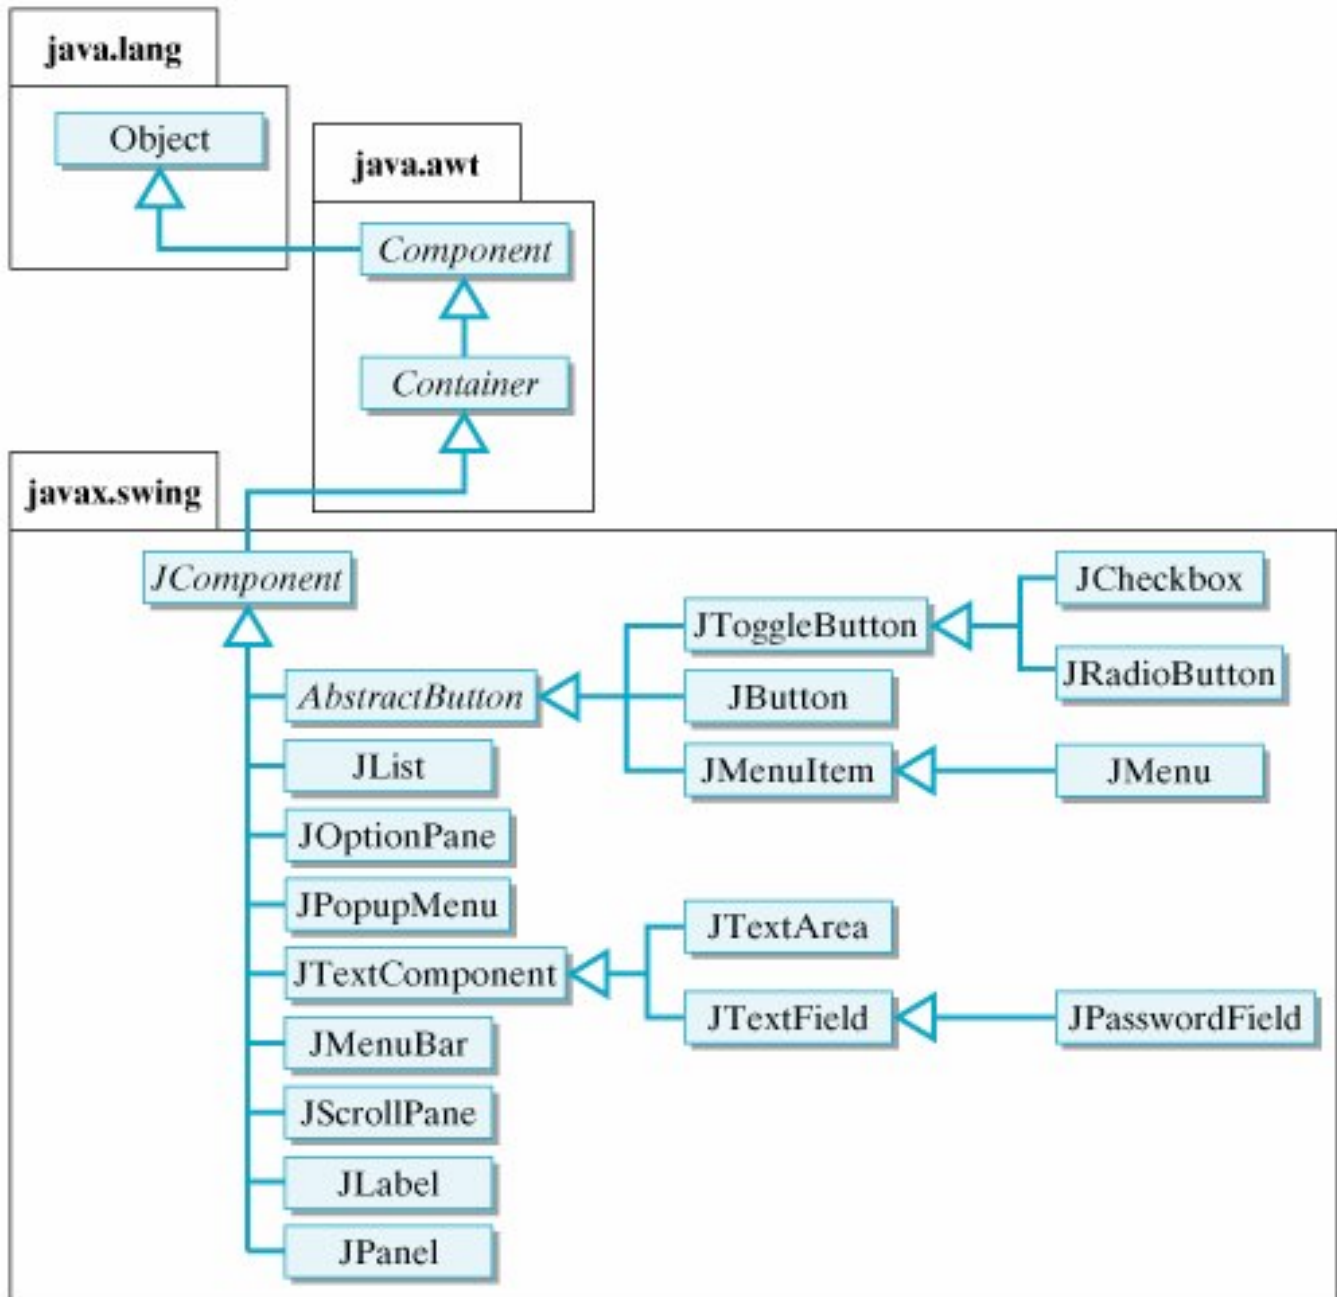 java.lang
Object
java.awt
Component
Container
javax.swing
JComponent
JCheckbox
JToggleButton
JRadioButton
AbstractButton
JButton
JList
JMenuItem
JMenu
JOptionPane
JPopupMenu
JTextArea
JTextComponent
JTextField
JPasswordField
JMenuBar
JScrollPane
JLabel
JPanel